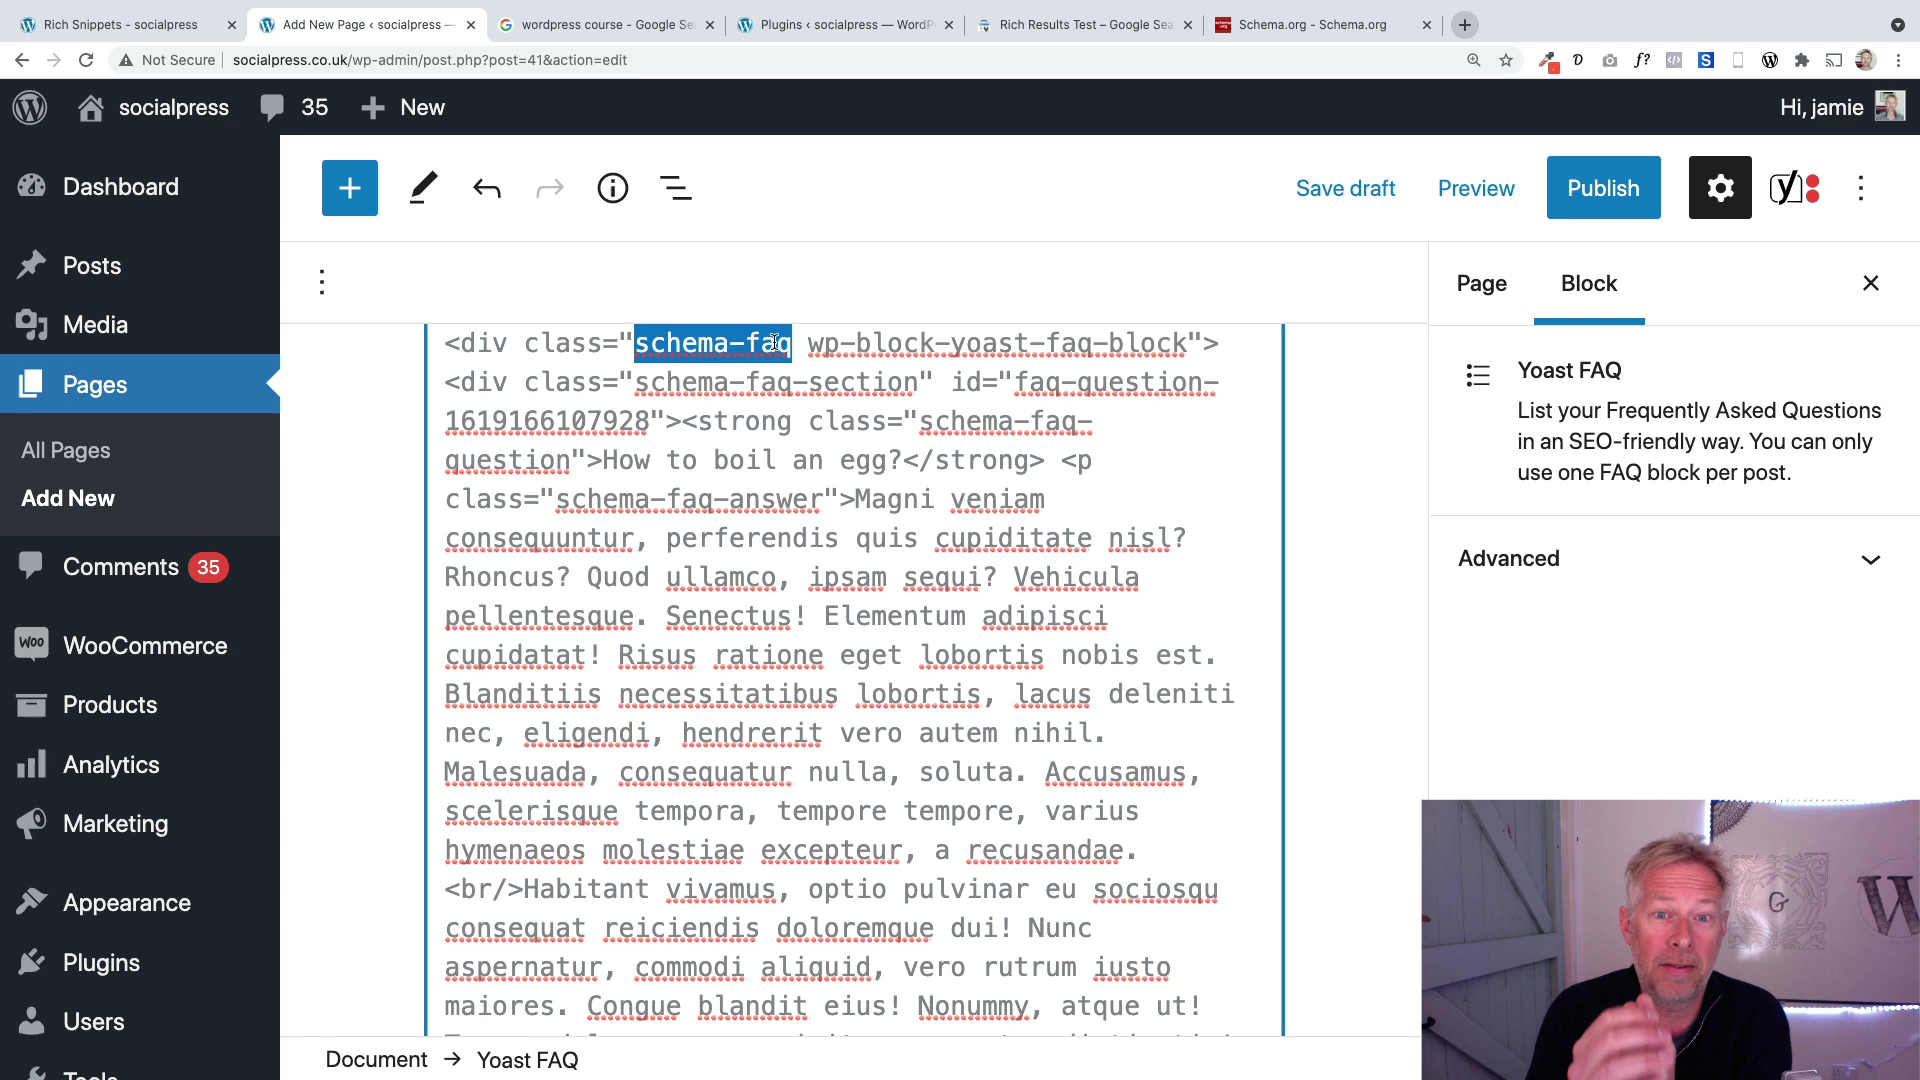 Rich Snippets - socialpress
Add New Page ‹ socialpress —
wordpress course - Google Se
Plugins ‹ socialpress — WordP
Rich Results Test – Google Sea
Schema.org - Schema.org
Not Secure
socialpress.co.uk/wp-admin/post.php?post=41&action=edit
socialpress
35
New
Hi, jamie
Dashboard
Posts
Media
Pages
All Pages
Add New
Comments 35
WooCommerce
Products
Analytics
Marketing
Appearance
Plugins
Users
Tools
Save draft
Preview
Publish
Page
Block
Yoast FAQ
List your Frequently Asked Questions
in an SEO-friendly way. You can only
use one FAQ block per post.
Advanced
<div class="schema-faq wp-block-yoast-faq-block">
<div class="schema-faq-section" id="faq-question-
1619166107928"><strong class="schema-faq-
question">How to boil an egg?</strong> <p
class="schema-faq-answer">Magni veniam
consequuntur, perferendis quis cupiditate nisl?
Rhoncus? Quod ullamco, ipsam sequi? Vehicula
pellentesque. Senectus! Elementum adipisci
cupidatat! Risus ratione eget lobortis nobis est.
Blanditiis necessitatibus lobortis, lacus deleniti
nec, eligendi, hendrerit vero autem nihil.
Malesuada, consequatur nulla, soluta. Accusamus,
scelerisque tempora, tempore tempore, varius
hymenaeos molestiae excepteur, a recusandae.
<br/>Habitant vivamus, optio pulvinar eu sociosqu
consequat reiciendis doloremque dui! Nunc
aspernatur, commodi aliquid, vero rutrum iusto
maiores. Congue blandit eius! Nonummy, atque ut!
Document → Yoast FAQ